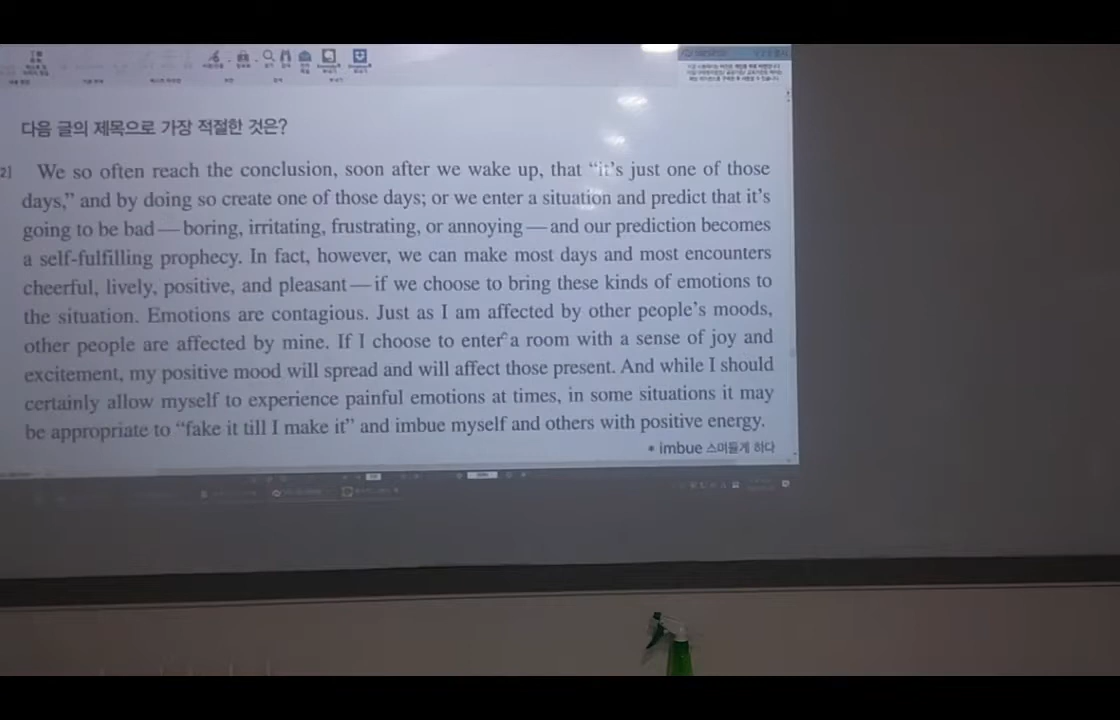 다음 글의 제목으로 가장 적절한 것은?
2] We so often reach the conclusion, soon after we wake up, that “it's just one of those
days,” and by doing so create one of those days; or we enter a situation and predict that it's
going to be bad — boring, irritating, frustrating, or annoying — and our prediction becomes
a self-fulfilling prophecy. In fact, however, we can make most days and most encounters
cheerful, lively, positive, and pleasant — if we choose to bring these kinds of emotions to
the situation. Emotions are contagious. Just as I am affected by other people's moods,
other people are affected by mine. If I choose to enter a room with a sense of joy and
excitement, my positive mood will spread and will affect those present. And while I should
certainly allow myself to experience painful emotions at times, in some situations it may
be appropriate to “fake it till I make it” and imbue myself and others with positive energy.
* imbue 스며들게 하다